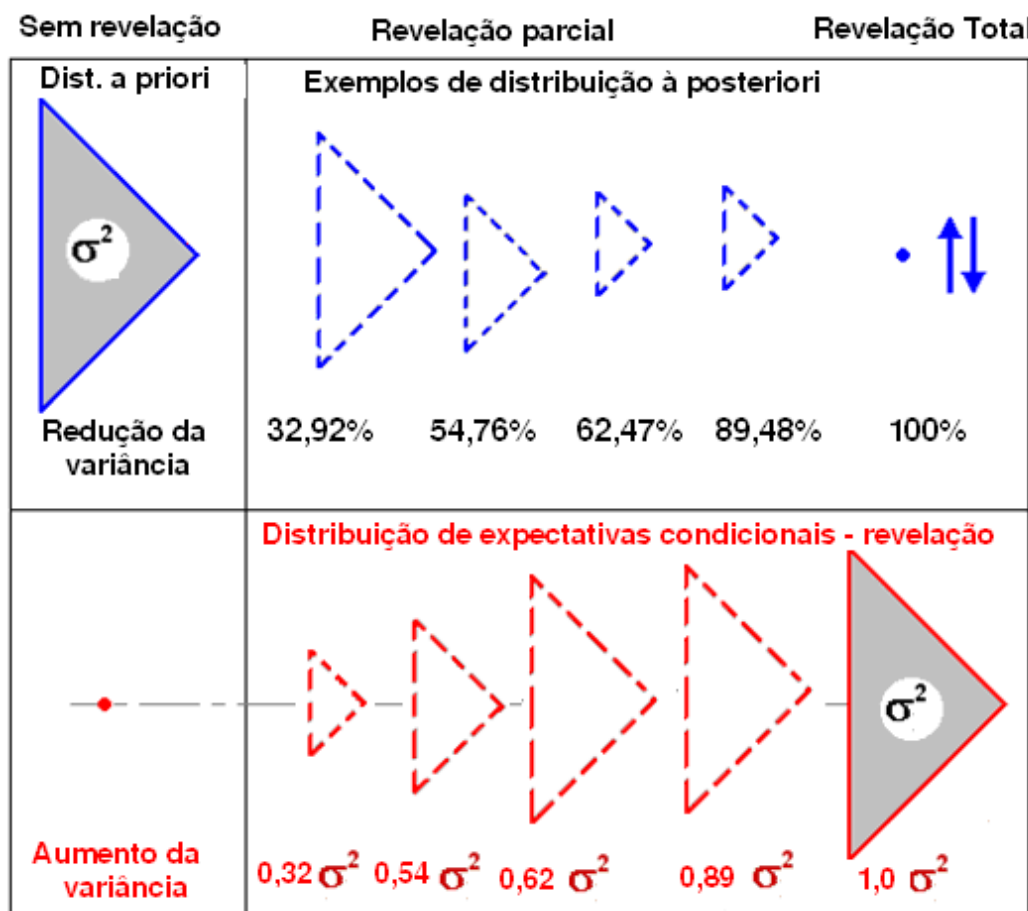 Sem revelação Revelação parcial Revelação Total
Dist. a priori Exemplos de distribuição à posteriori
σ²
Redução da
variância
32,92% 54,76% 62,47% 89,48% 100%
Distribuição de expectativas condicionais - revelação
σ²
Aumento da
variância
0,32 σ² 0,54 σ² 0,62 σ² 0,89 σ² 1,0 σ²